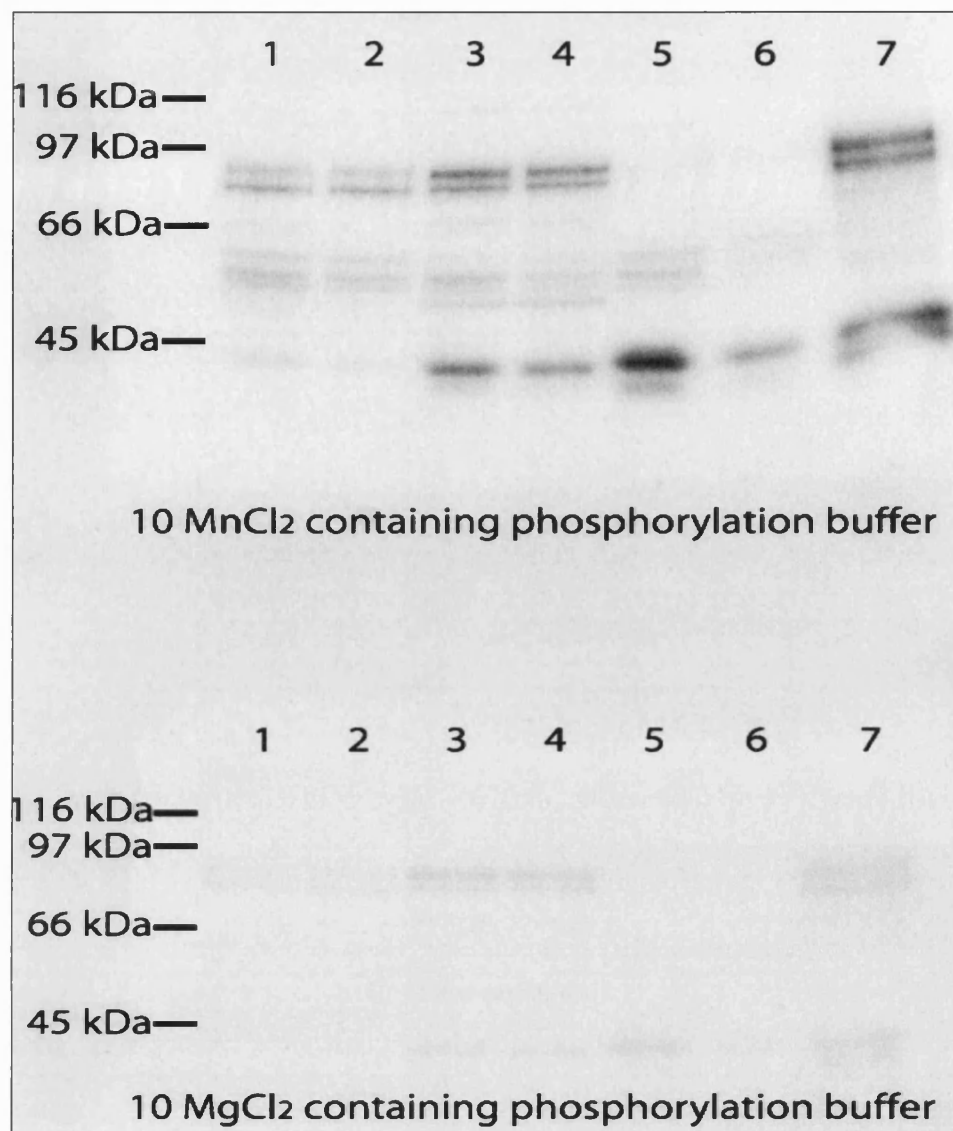 1 2 3 4 5 6 7
116 kDa
97 kDa
66 kDa
45 kDa
10 MnCl₂ containing phosphorylation buffer
1 2 3 4 5 6 7
116 kDa
97 kDa
66 kDa
45 kDa
10 MgCl₂ containing phosphorylation buffer